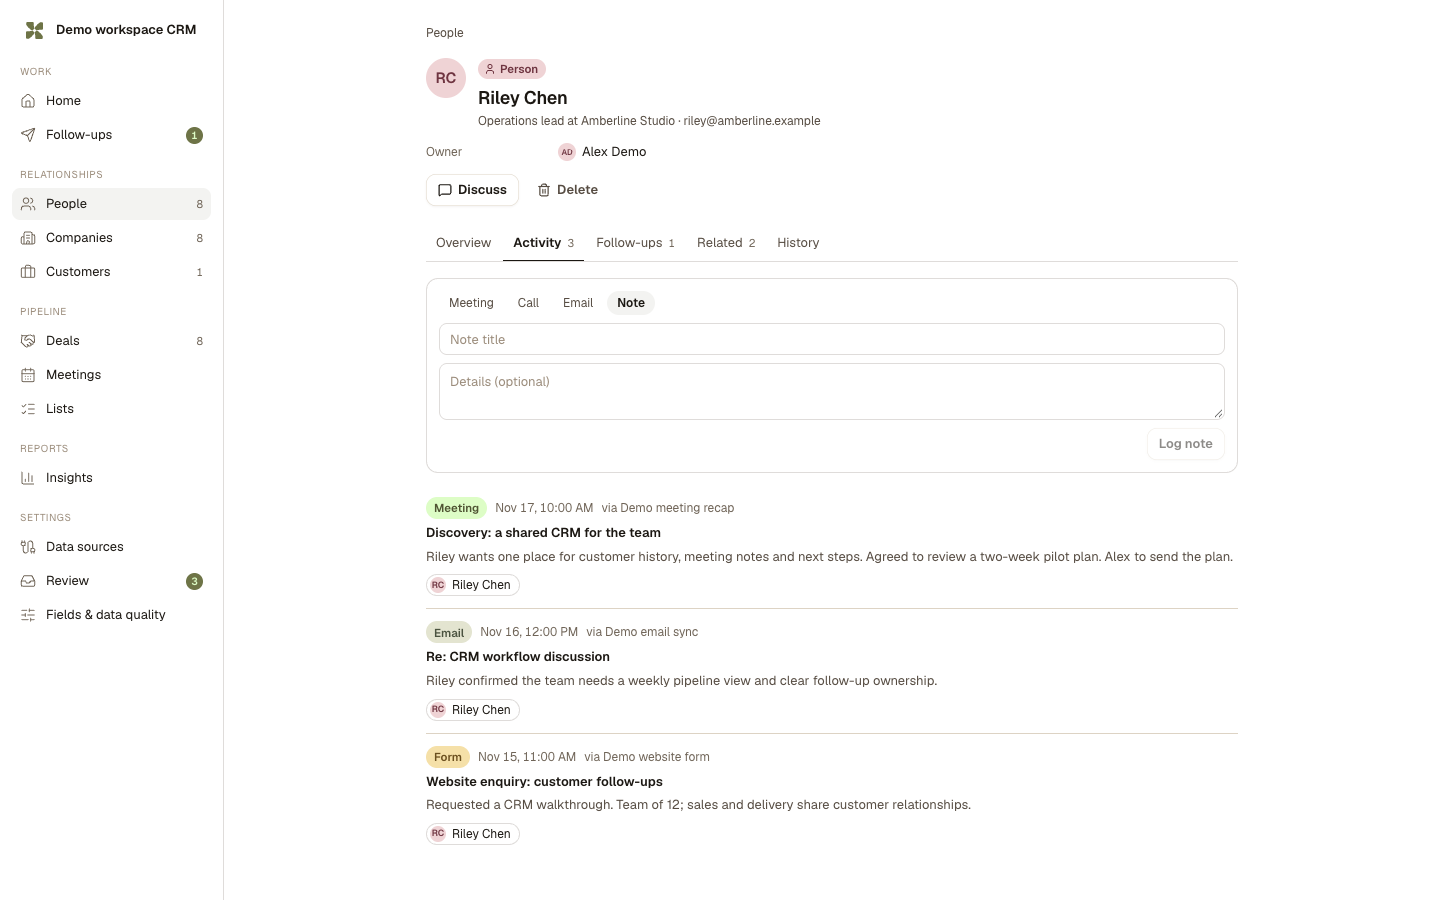 Demo workspace CRM
WORK
Home
Follow-ups 1
RELATIONSHIPS
People 8
Companies 8
Customers 1
PIPELINE
Deals 8
Meetings
Lists
REPORTS
Insights
SETTINGS
Data sources
Review 3
Fields & data quality
People
RC
Person
Riley Chen
Operations lead at Amberline Studio · riley@amberline.example
Owner AD Alex Demo
Discuss Delete
Overview Activity 3 Follow-ups 1 Related 2 History
Meeting Call Email Note
Note title
Details (optional)
Log note
Meeting Nov 17, 10:00 AM via Demo meeting recap
Discovery: a shared CRM for the team
Riley wants one place for customer history, meeting notes and next steps. Agreed to review a two-week pilot plan. Alex to send the plan.
RC Riley Chen
Email Nov 16, 12:00 PM via Demo email sync
Re: CRM workflow discussion
Riley confirmed the team needs a weekly pipeline view and clear follow-up ownership.
RC Riley Chen
Form Nov 15, 11:00 AM via Demo website form
Website enquiry: customer follow-ups
Requested a CRM walkthrough. Team of 12; sales and delivery share customer relationships.
RC Riley Chen